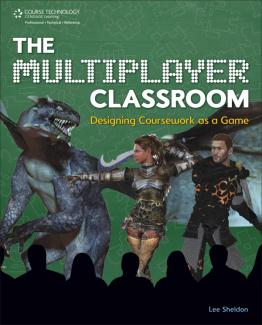 COURSE TECHNOLOGY
CENGAGE Learning
Professional • Technical • Reference
THE
MULTIPLAYER
CLASSROOM
Designing Coursework as a Game
Lee Sheldon